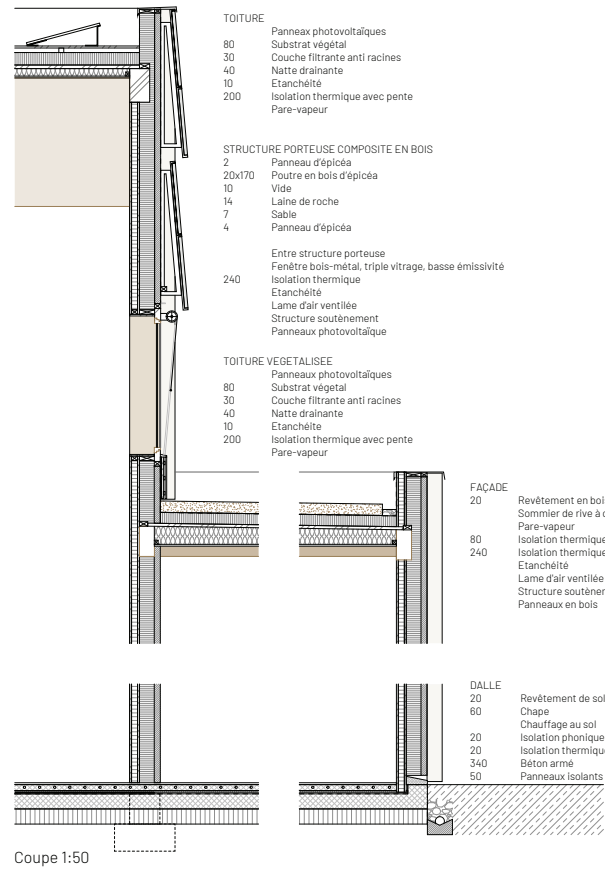 TOITURE
Panneax photovoltaïques
80 Substrat végétal
30 Couche filtrante anti racines
40 Natte drainante
10 Etanchéité
200 Isolation thermique avec pente
Pare-vapeur
STRUCTURE PORTEUSE COMPOSITE EN BOIS
2 Panneau d'épicéa
20x170 Poutre en bois d'épicéa
10 Vide
14 Laine de roche
7 Sable
4 Panneau d'épicéa
Entre structure porteuse
Fenêtre bois-métal, triple vitrage, basse émissivité
240 Isolation thermique
Etanchéité
Lame d'air ventilée
Structure soutènement
Panneaux photovoltaïque
TOITURE VEGETALISEE
Panneaux photovoltaïques
80 Substrat végetal
30 Couche filtrante anti racines
40 Natte drainante
10 Etanchéite
200 Isolation thermique avec pente
Pare-vapeur
FAÇADE
20 Revêtement en bois
Sommier de rive à
Pare-vapeur
80 Isolation thermique
240 Isolation thermique
Etanchéité
Lame d'air ventilée
Structure
Panneaux en bois
DALLE
20 Revêtement de sol
60 Chape
Chauffage au sol
20 Isolation phonique
20 Isolation thermique
340 Béton armé
50 Panneaux isolants
Coupe 1:50